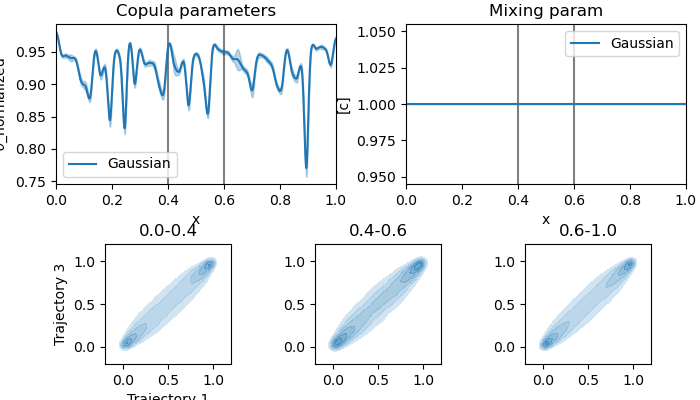 Copula parameters
Mixing param
0.95
0.90
0.85
0.80
0.75
Gaussian
0.0 0.2 0.4 0.6 0.8 1.0
x
1.050
1.025
1.000
0.975
0.950
[c]
Gaussian
0.0 0.2 0.4 0.6 0.8 1.0
x
0.0-0.4
0.4-0.6
0.6-1.0
Trajectory 3
1.0
0.5
0.0
0.0 0.5 1.0
Trajectory 1
1.0
0.5
0.0
0.0 0.5 1.0
1.0
0.5
0.0
0.0 0.5 1.0